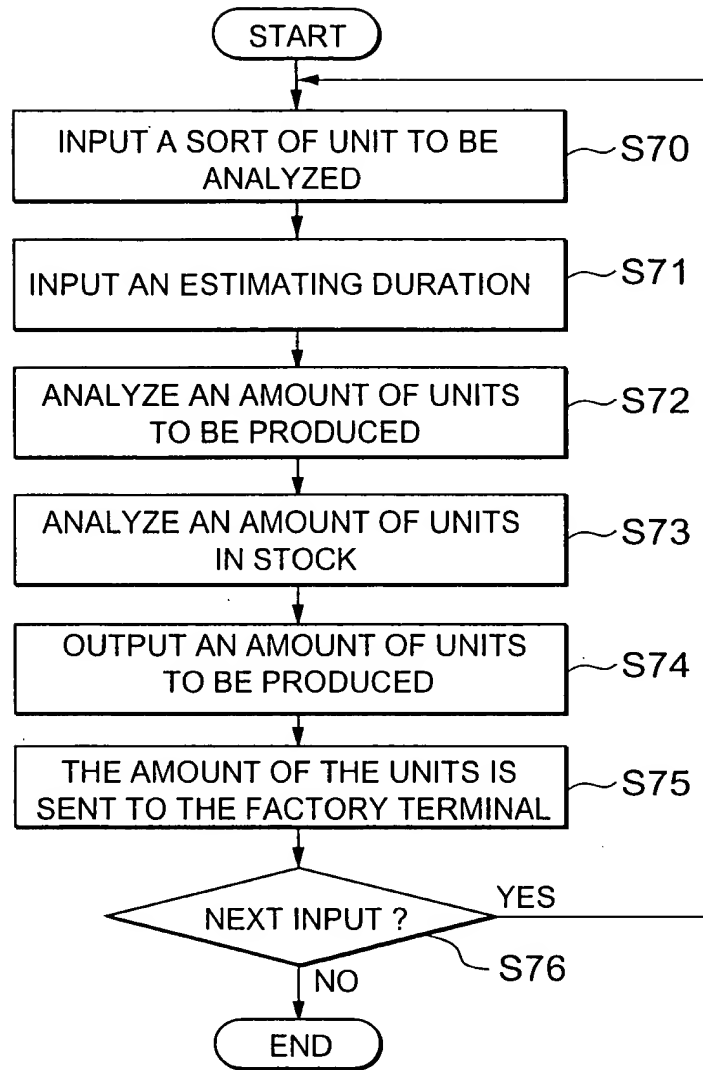 START
INPUT A SORT OF UNIT TO BE
ANALYZED
S70
INPUT AN ESTIMATING DURATION
S71
ANALYZE AN AMOUNT OF UNITS
TO BE PRODUCED
S72
ANALYZE AN AMOUNT OF UNITS
IN STOCK
S73
OUTPUT AN AMOUNT OF UNITS
TO BE PRODUCED
S74
THE AMOUNT OF THE UNITS IS
SENT TO THE FACTORY TERMINAL
S75
NEXT INPUT ?
YES
S76
NO
END